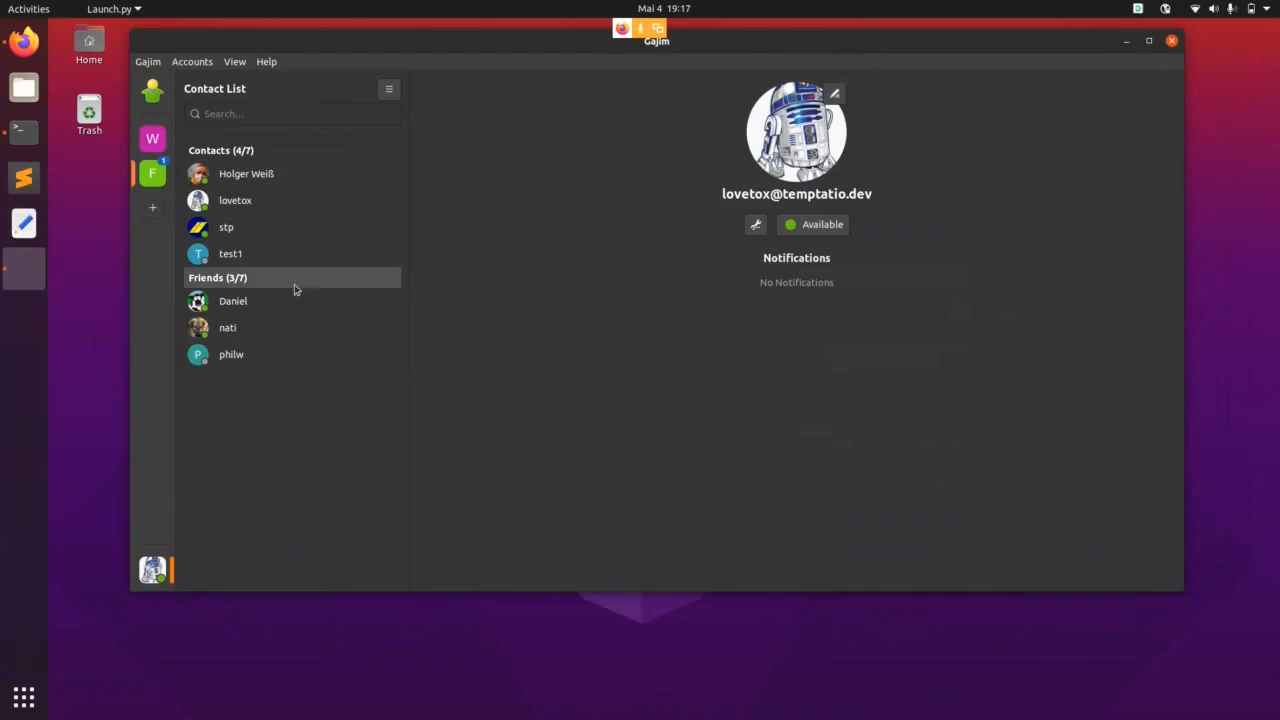 Activities
Launch.py
Mai 4 19:17
Home
Trash
Gajim
Gajim Accounts View Help
Contact List
Search...
W
F
1
+
Contacts (4/7)
Holger Weiß
lovetox
stp
T
test1
Friends (3/7)
Daniel
nati
P
philw
lovetox@temptatio.dev
Available
Notifications
No Notifications